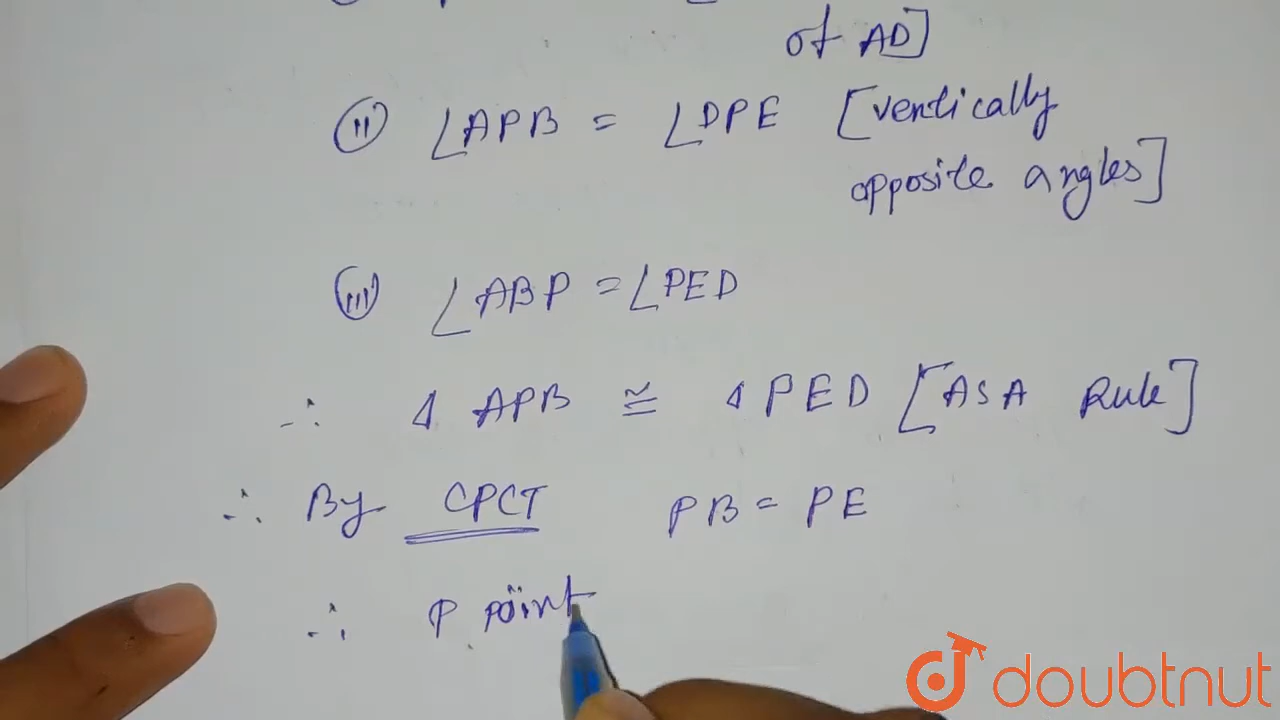 of AD]
(ii) ∠APB = ∠DPE [vertically
opposite angles]
(iii) ∠ABP = ∠PED
∴ Δ APB ≅ Δ PED [ASA Rule]
∴ By CPCT PB = PE
∴ P point
doubtnut